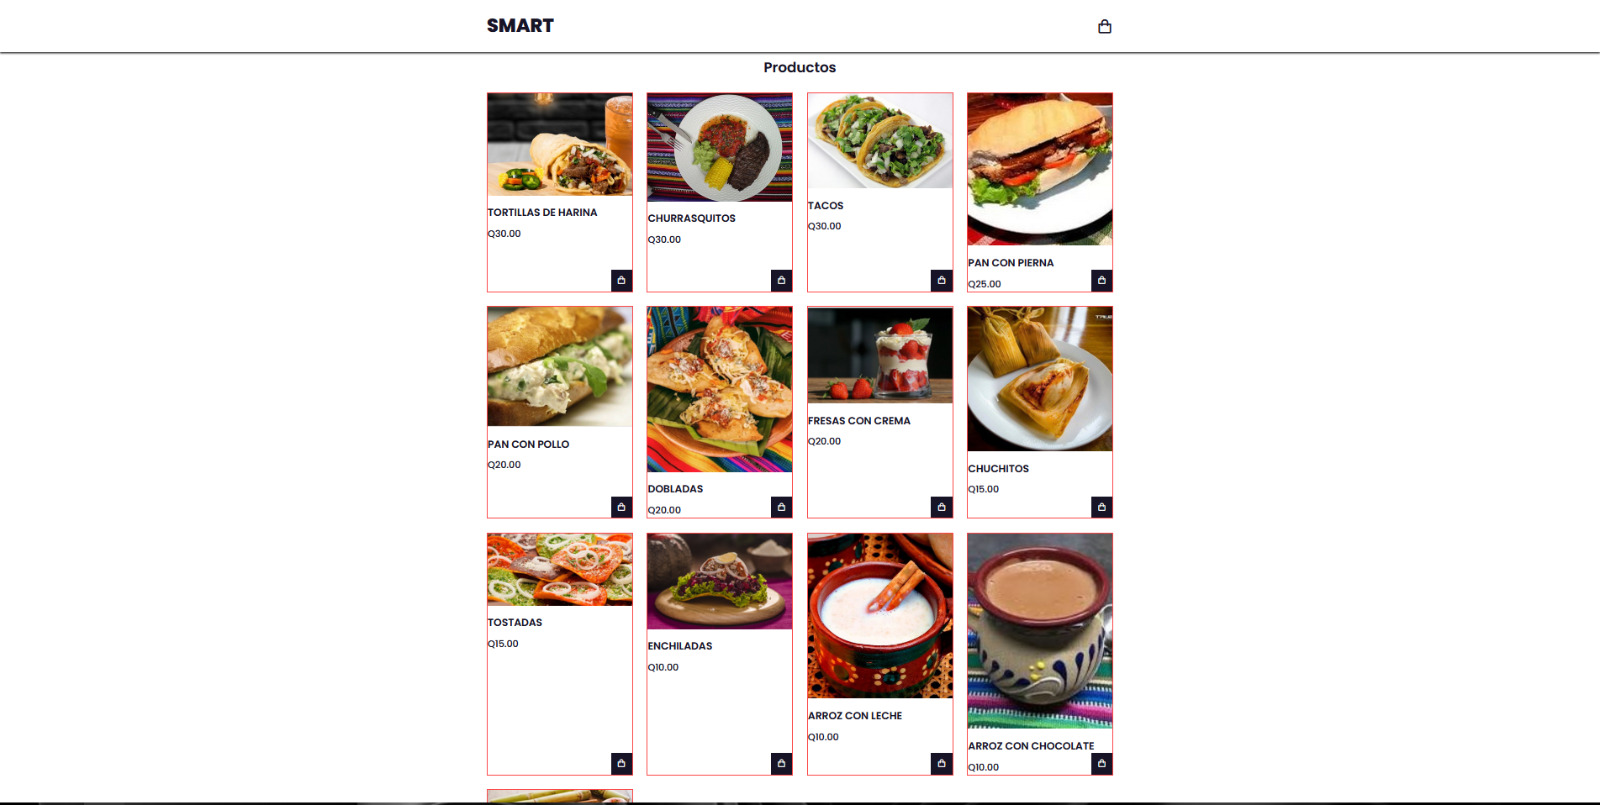 SMART
Productos
TORTILLAS DE HARINA
Q30.00
CHURRASQUITOS
Q30.00
TACOS
Q30.00
PAN CON PIERNA
Q25.00
PAN CON POLLO
Q20.00
DOBLADAS
Q20.00
FRESAS CON CREMA
Q20.00
CHUCHITOS
Q15.00
TOSTADAS
Q15.00
ENCHILADAS
Q10.00
ARROZ CON LECHE
Q10.00
ARROZ CON CHOCOLATE
Q10.00